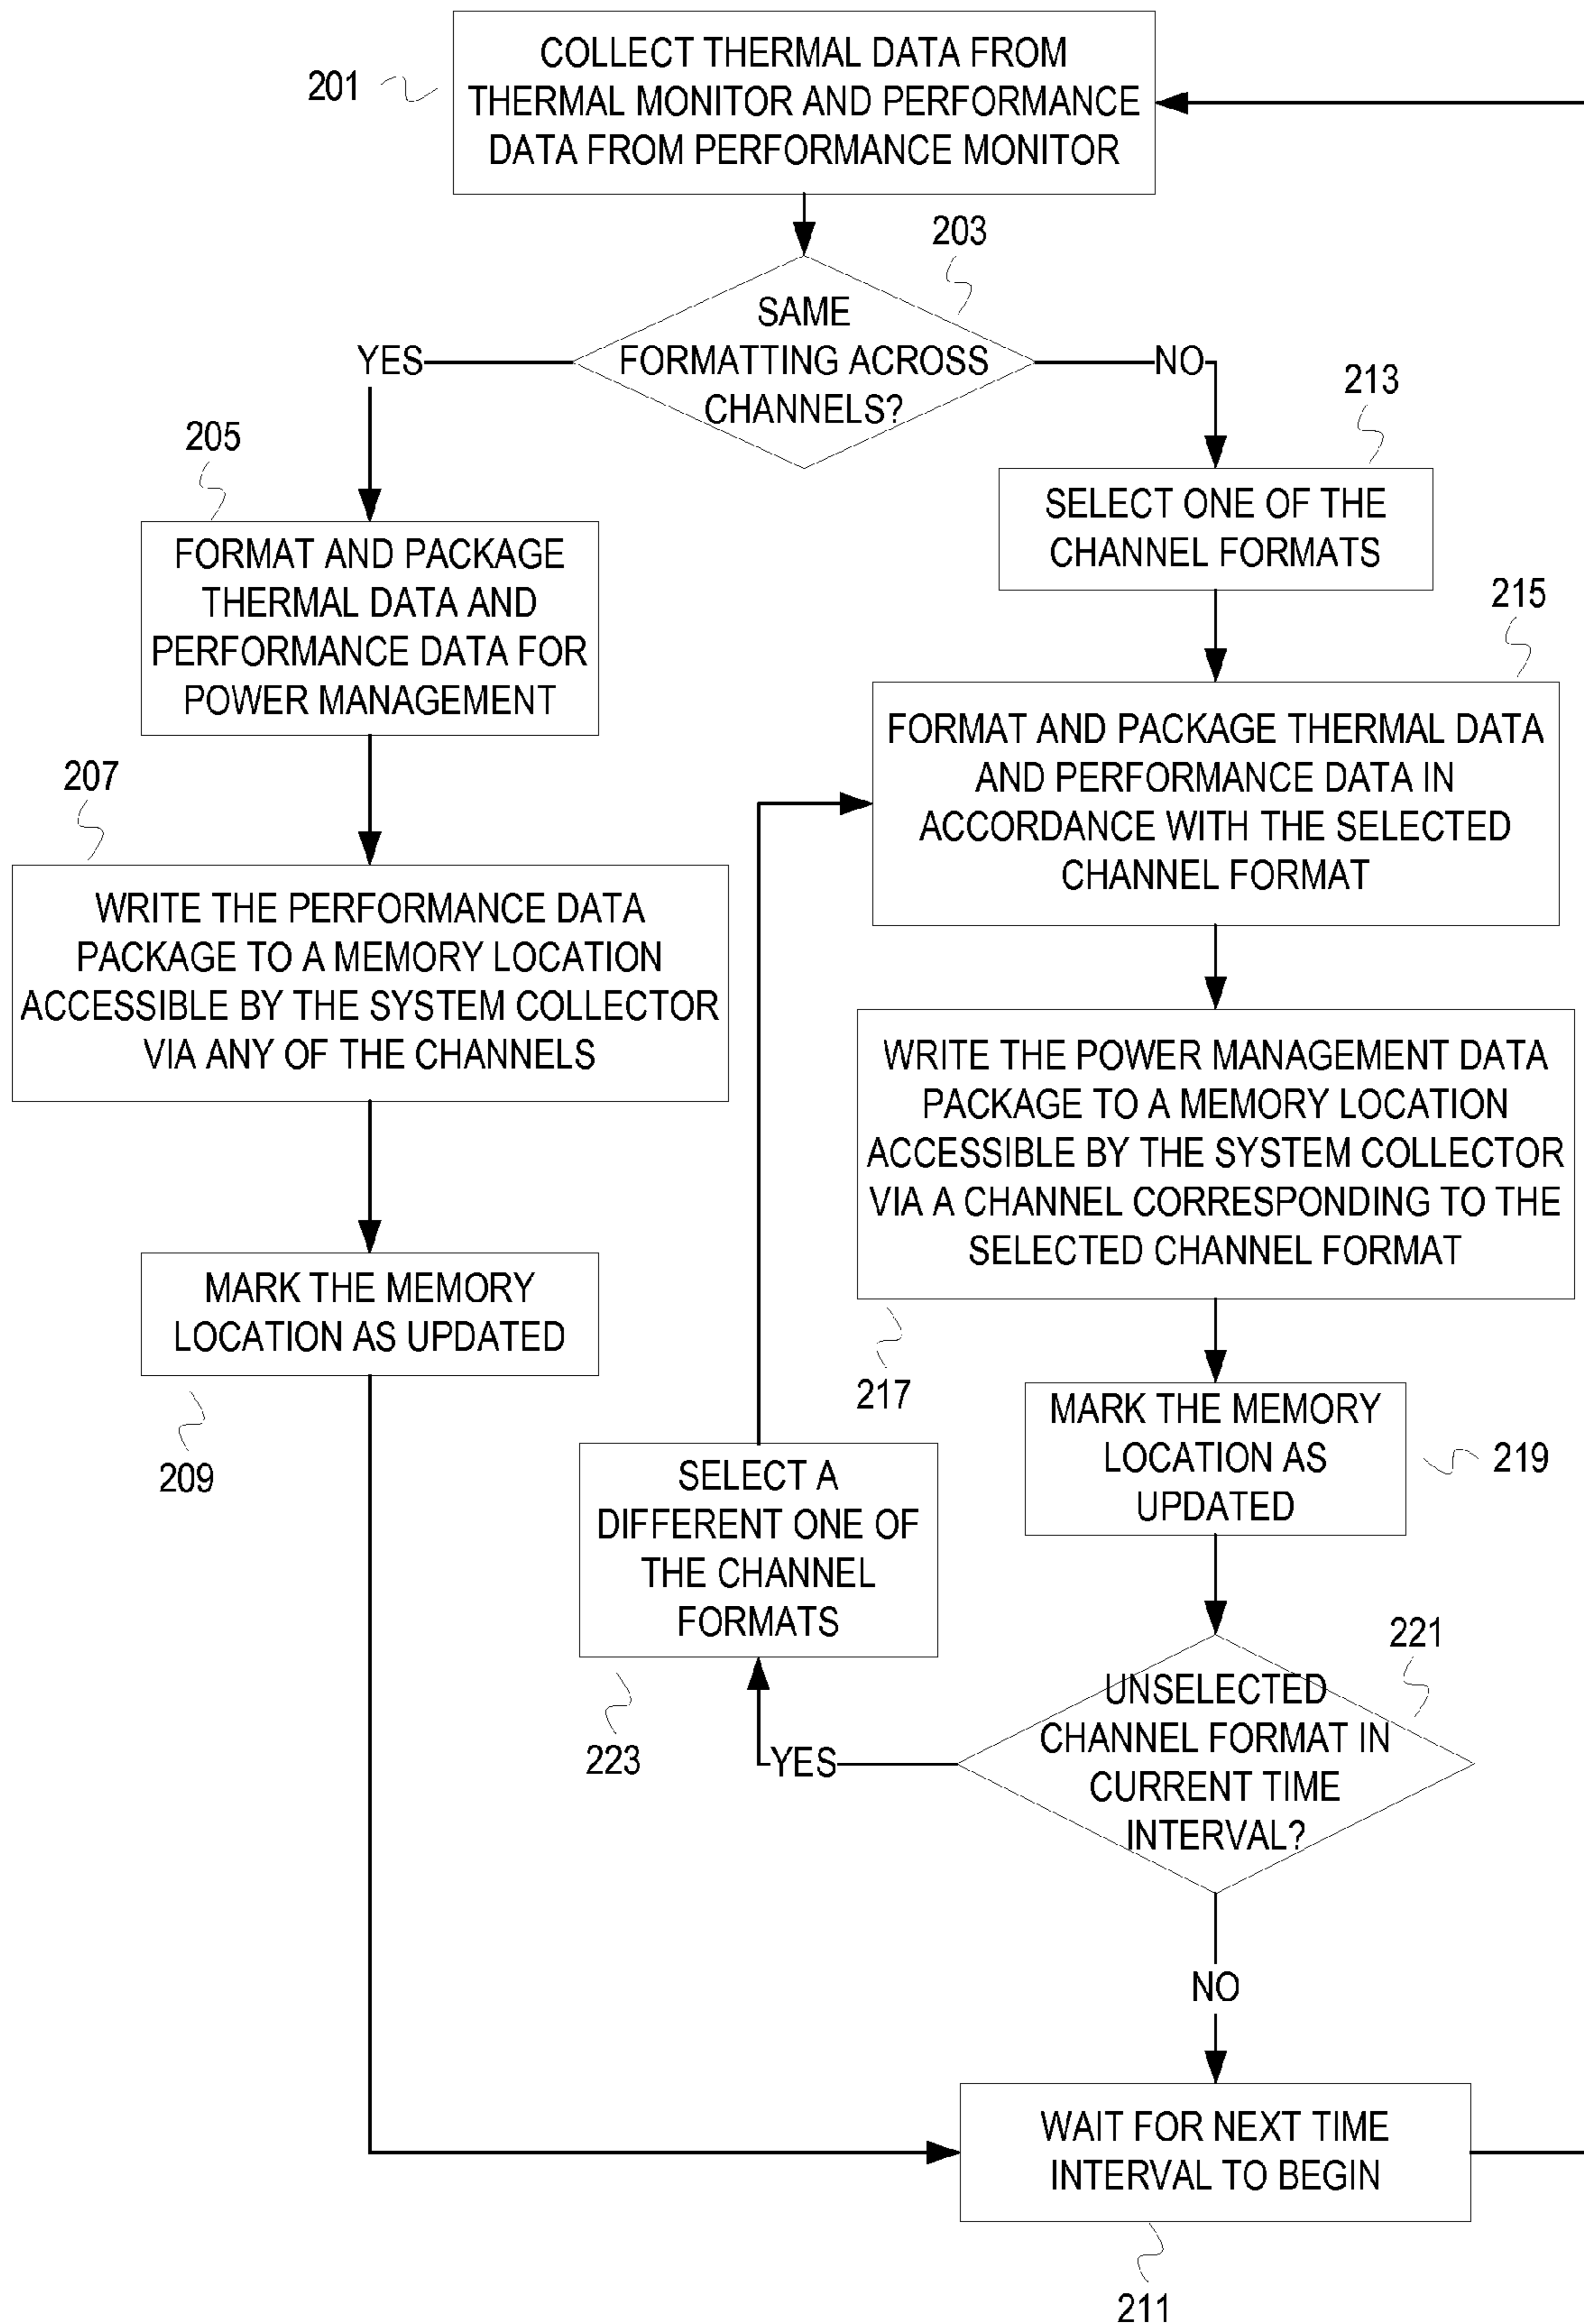 201
COLLECT THERMAL DATA FROM
THERMAL MONITOR AND PERFORMANCE
DATA FROM PERFORMANCE MONITOR
203
SAME
FORMATTING ACROSS
CHANNELS?
YES
NO
205
FORMAT AND PACKAGE
THERMAL DATA AND
PERFORMANCE DATA FOR
POWER MANAGEMENT
207
WRITE THE PERFORMANCE DATA
PACKAGE TO A MEMORY LOCATION
ACCESSIBLE BY THE SYSTEM COLLECTOR
VIA ANY OF THE CHANNELS
MARK THE MEMORY
LOCATION AS UPDATED
209
213
SELECT ONE OF THE
CHANNEL FORMATS
215
FORMAT AND PACKAGE THERMAL DATA
AND PERFORMANCE DATA IN
ACCORDANCE WITH THE SELECTED
CHANNEL FORMAT
WRITE THE POWER MANAGEMENT DATA
PACKAGE TO A MEMORY LOCATION
ACCESSIBLE BY THE SYSTEM COLLECTOR
VIA A CHANNEL CORRESPONDING TO THE
SELECTED CHANNEL FORMAT
217
MARK THE MEMORY
LOCATION AS
UPDATED
219
221
UNSELECTED
CHANNEL FORMAT IN
CURRENT TIME
INTERVAL?
YES
SELECT A
DIFFERENT ONE OF
THE CHANNEL
FORMATS
223
NO
WAIT FOR NEXT TIME
INTERVAL TO BEGIN
211